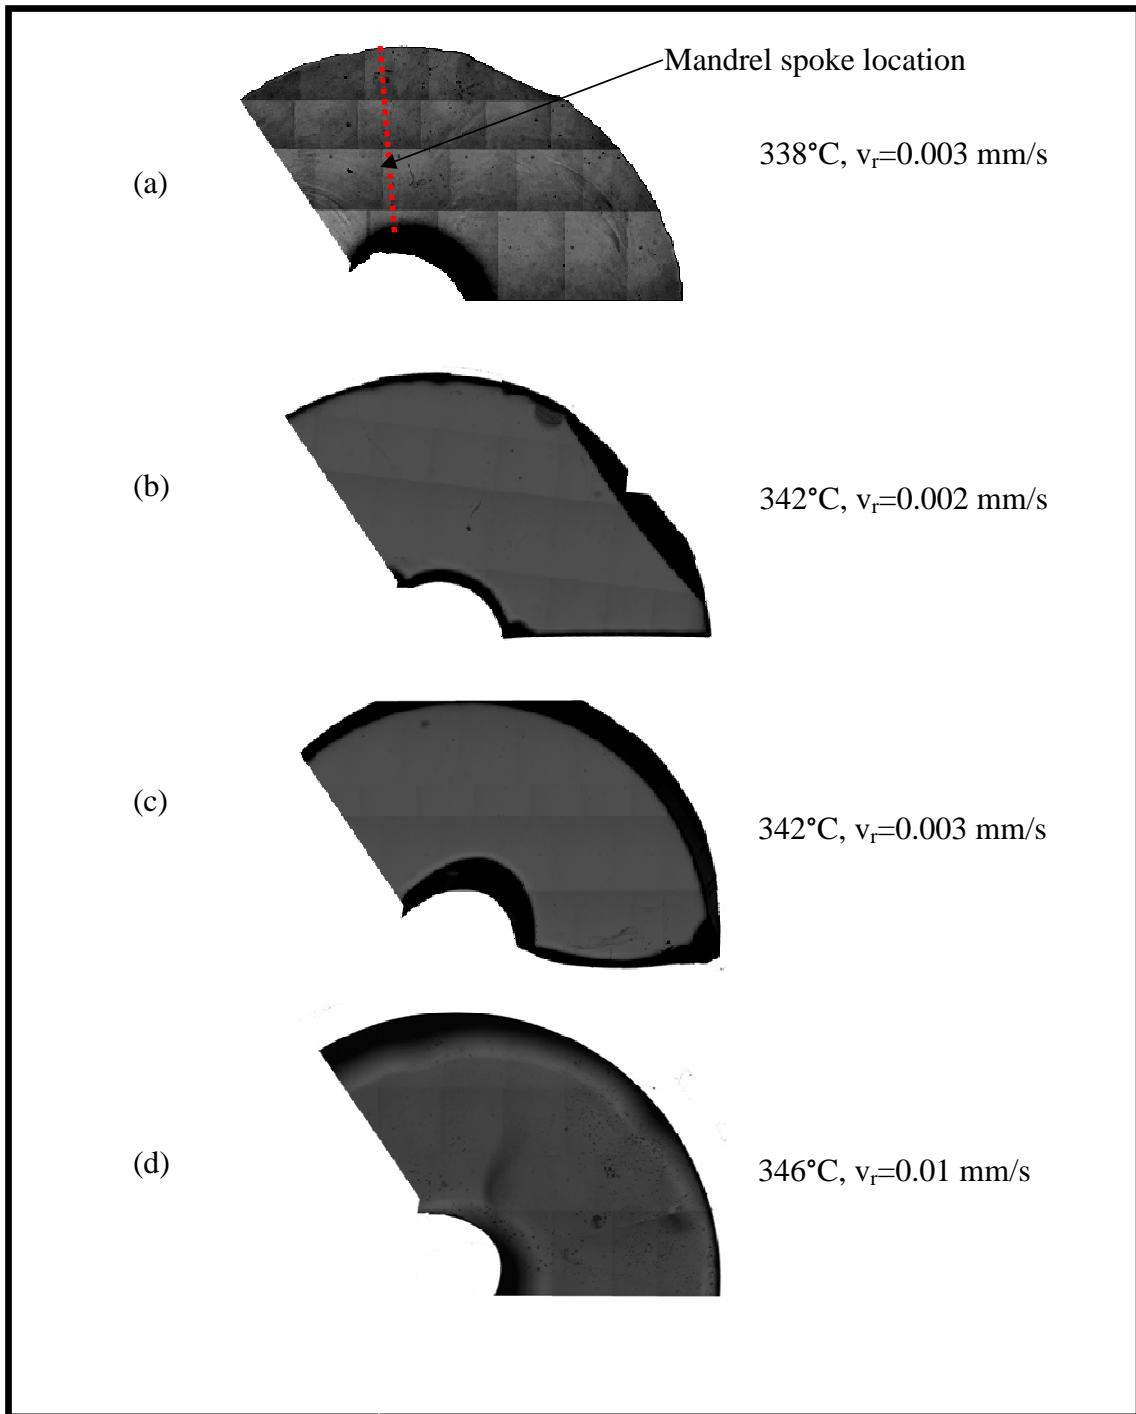 Mandrel spoke location
338°C, vr=0.003 mm/s
(a)
(b)
342°C, vr=0.002 mm/s
(c)
342°C, vr=0.003 mm/s
(d)
346°C, vr=0.01 mm/s